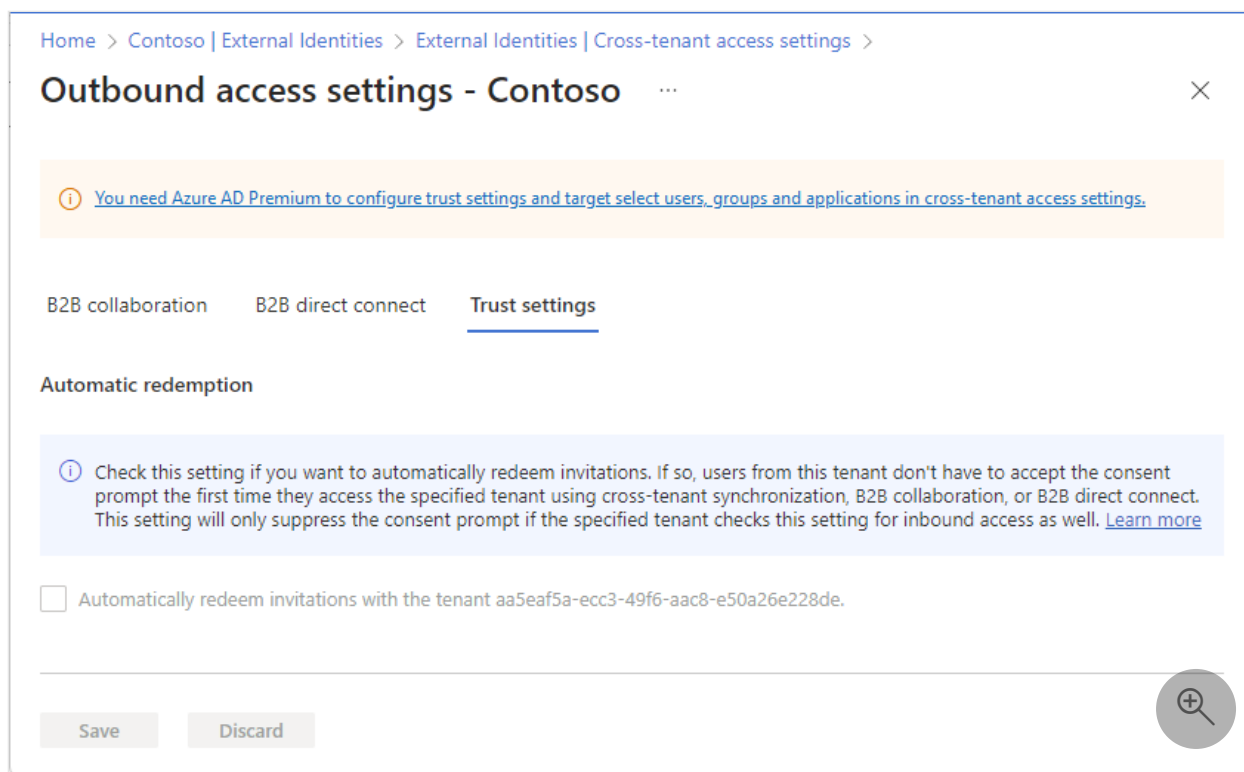 Home > Contoso | External Identities > External Identities | Cross-tenant access settings >
Outbound access settings - Contoso ...
You need Azure AD Premium to configure trust settings and target select users, groups and applications in cross-tenant access settings.
B2B collaboration B2B direct connect Trust settings
Automatic redemption
Check this setting if you want to automatically redeem invitations. If so, users from this tenant don't have to accept the consent
prompt the first time they access the specified tenant using cross-tenant synchronization, B2B collaboration, or B2B direct connect.
This setting will only suppress the consent prompt if the specified tenant checks this setting for inbound access as well. Learn more
Automatically redeem invitations with the tenant aa5eaf5a-ecc3-49f6-aac8-e50a26e228de.
Save Discard